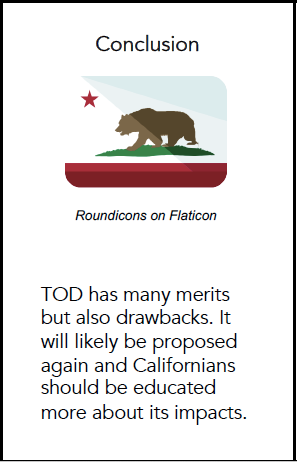 Conclusion
Roundicons on Flaticon
TOD has many merits
but also drawbacks. It
will likely be proposed
again and Californians
should be educated
more about its impacts.